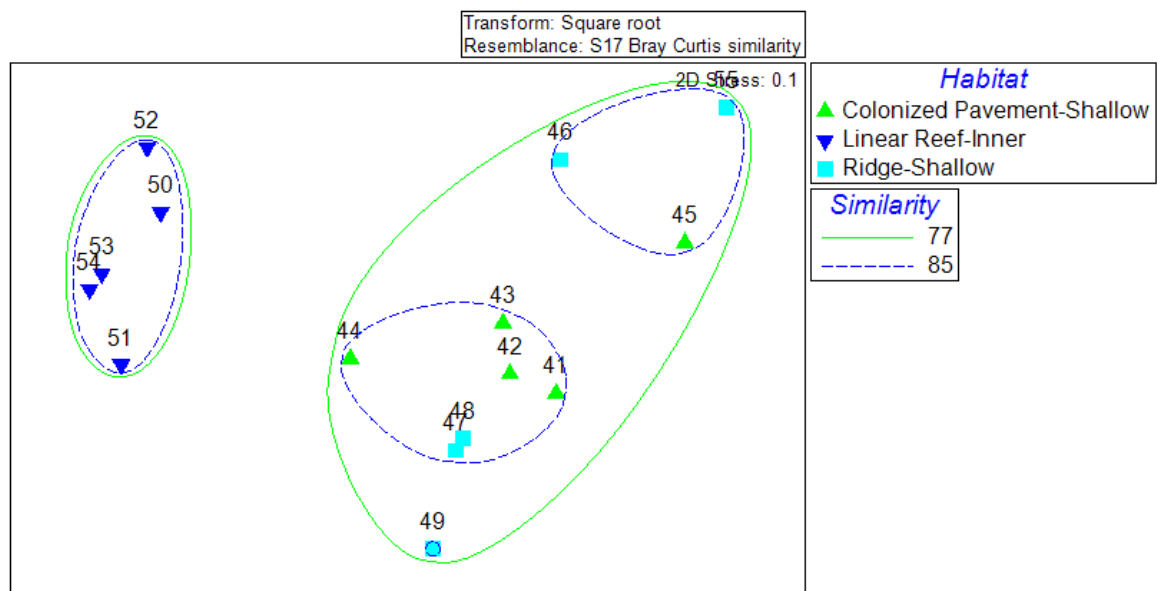 Transform: Square root
Resemblance: S17 Bray Curtis similarity
2D Stress: 0.1
55
52
46
50
45
53
54
43
44
42
41
51
48
47
49
Habitat
Colonized Pavement-Shallow
Linear Reef-Inner
Ridge-Shallow
Similarity
77
85